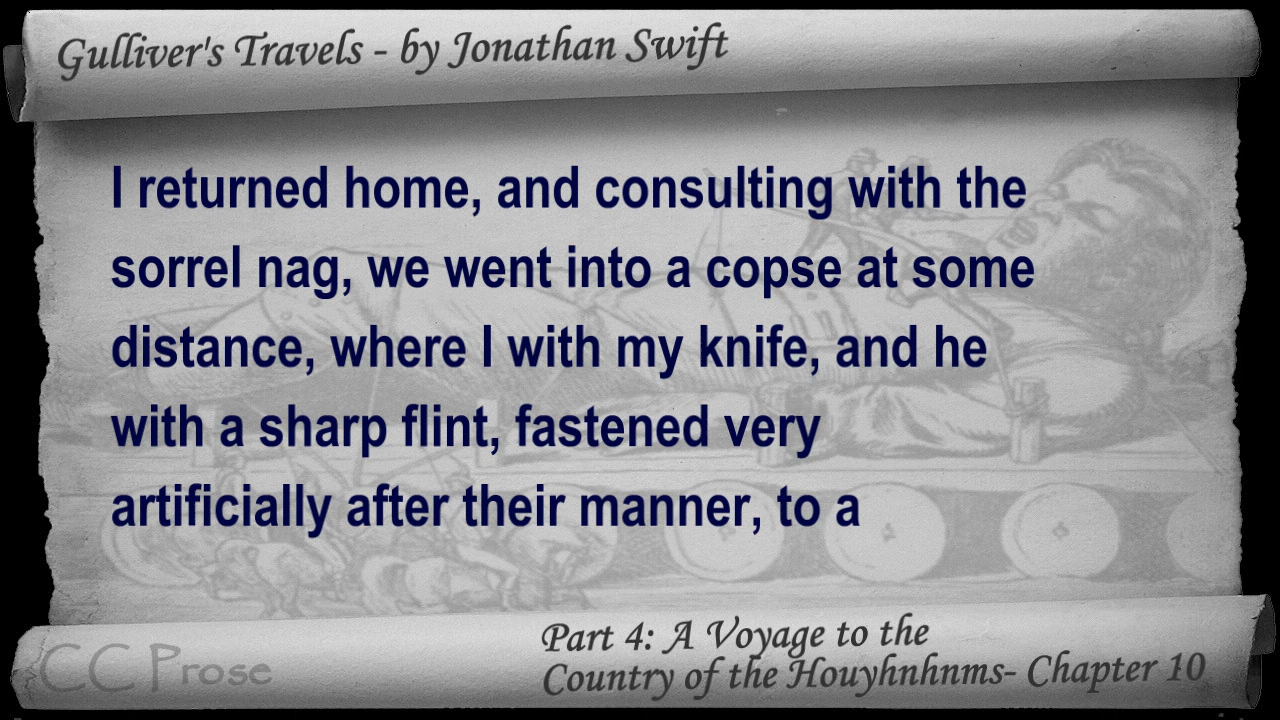 Gulliver's Travels - by Jonathan Swift
I returned home, and consulting with the
sorrel nag, we went into a copse at some
distance, where I with my knife, and he
with a sharp flint, fastened very
artificially after their manner, to a
Part 4: A Voyage to the
Country of the Houyhnhnms- Chapter 10
CC Prose